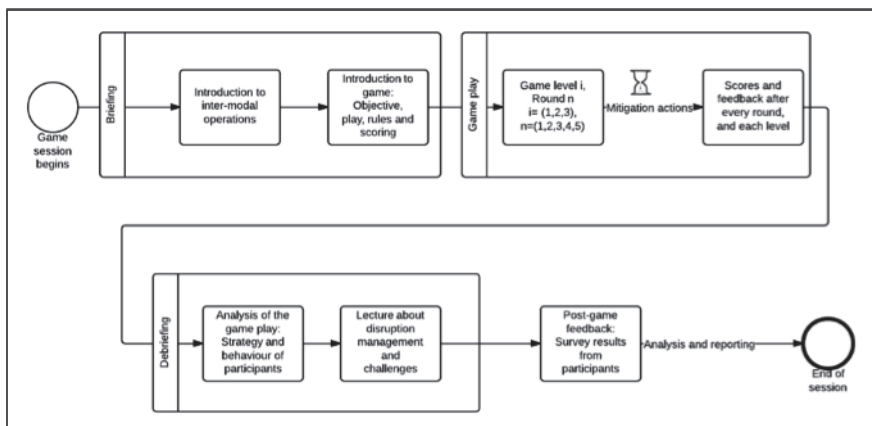 Game
session
begins
Briefing
Introduction to
inter-modal
operations
Introduction to
game:
Objective,
play, rules and
scoring
Game play
Game level i,
Round n
i= (1,2,3),
n=(1,2,3,4,5)
Mitigation actions
Scores and
feedback after
every round,
and each level
Debriefing
Analysis of the
game play:
Strategy and
behaviour of
participants
Lecture about
disruption
management
and
challenges
Post-game
feedback:
Survey results
from
participants
Analysis and reporting
End of
session